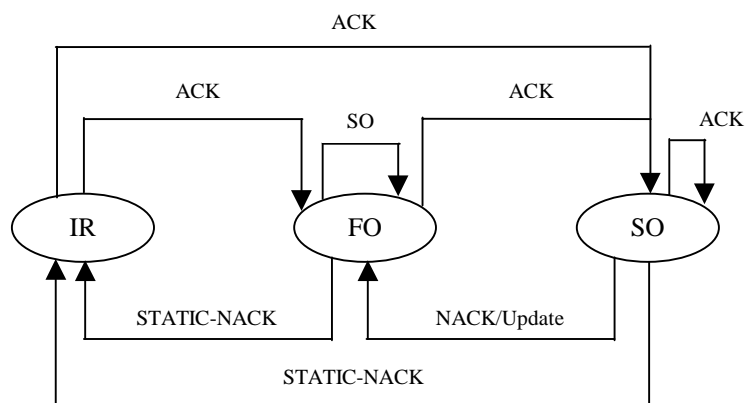 ACK
ACK
SO
ACK
ACK
IR
FO
SO
STATIC-NACK
NACK/Update
STATIC-NACK